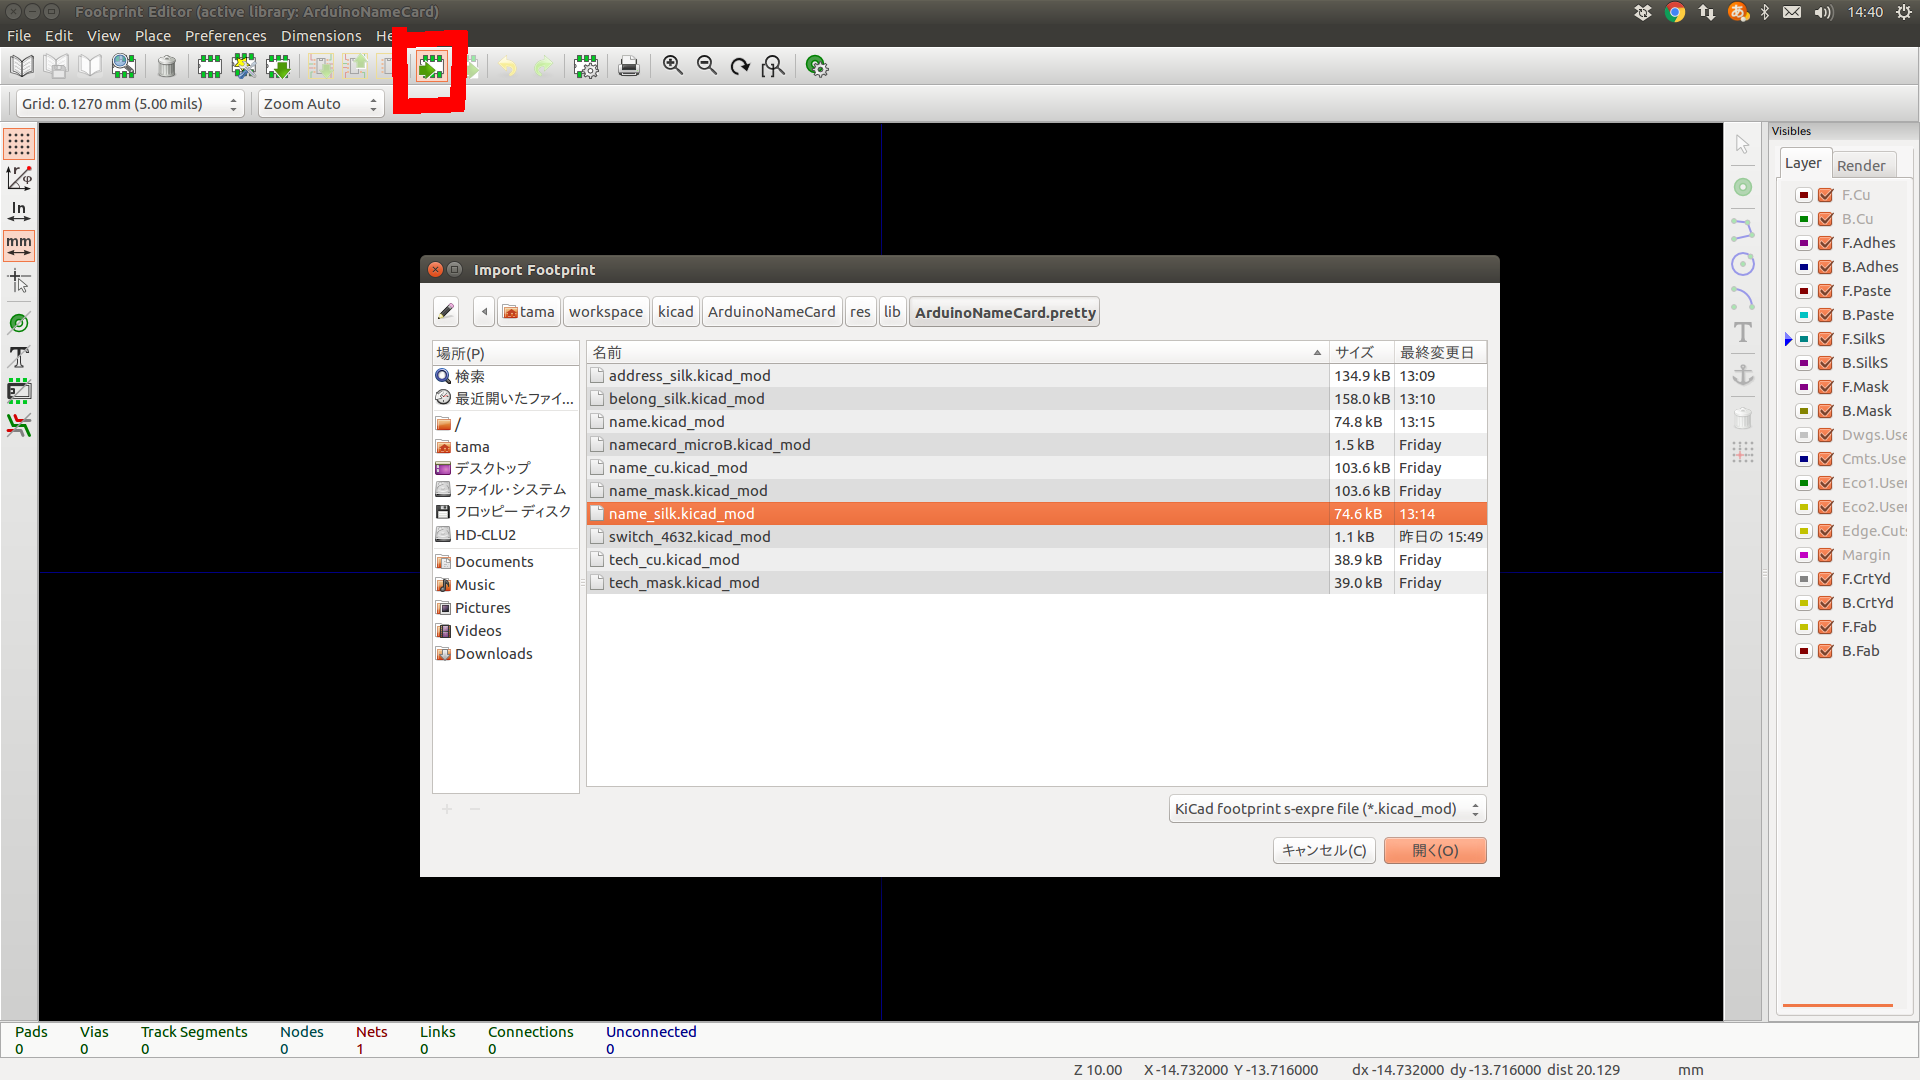 Footprint Editor (active library: ArduinoNameCard)
14:40
File Edit View Place Preferences Dimensions He
Grid: 0.1270 mm (5.00 mils)
Zoom Auto
In
mm
Import Footprint
tama workspace kicad ArduinoNameCard res lib ArduinoNameCard.pretty
場所(P)
検索
最近開いたファイ...
/
tama
デスクトップ
ファイル・システム
フロッピー ディスク
HD-CLU2
Documents
Music
Pictures
Videos
Downloads
名前 サイズ 最終変更日
address_silk.kicad_mod 134.9 kB 13:09
belong_silk.kicad_mod 158.0 kB 13:10
name.kicad_mod 74.8 kB 13:15
namecard_microB.kicad_mod 1.5 kB Friday
name_cu.kicad_mod 103.6 kB Friday
name_mask.kicad_mod 103.6 kB Friday
name_silk.kicad_mod 74.6 kB 13:14
switch_4632.kicad_mod 1.1 kB 昨日の 15:49
tech_cu.kicad_mod 38.9 kB Friday
tech_mask.kicad_mod 39.0 kB Friday
KiCad footprint s-expre file (*.kicad_mod)
キャンセル(C) 開く(O)
Visibles
Layer Render
F.Cu
B.Cu
F.Adhes
B.Adhes
F.Paste
B.Paste
F.SilkS
B.SilkS
F.Mask
B.Mask
Dwgs.Use
Cmts.Use
Eco1.User
Eco2.User
Edge.Cuts
Margin
F.CrtYd
B.CrtYd
F.Fab
B.Fab
Pads Vias Track Segments Nodes Nets Links Connections Unconnected
0 0 0 0 1 0 0 0
Z 10.00 X -14.732000 Y -13.716000 dx -14.732000 dy -13.716000 dist 20.129 mm